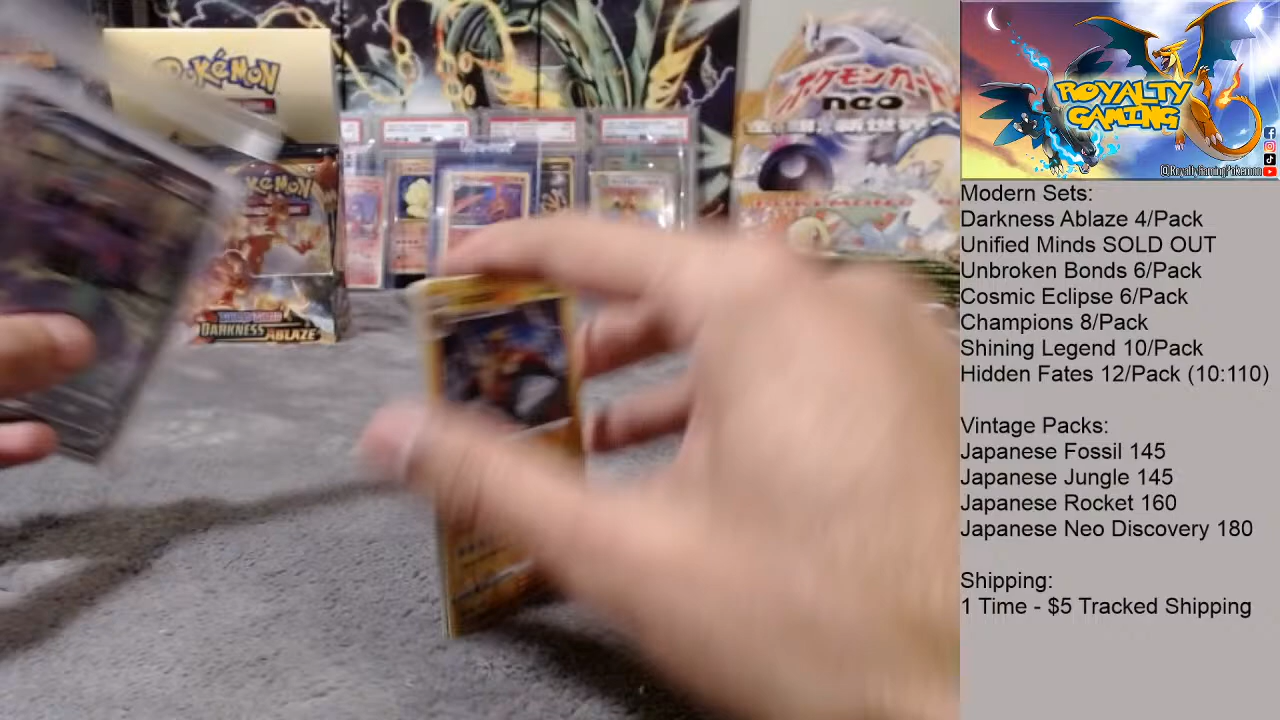 POKÉMON
POKÉMON
DARKNESS ABLAZE
ポケモンカード
neo
ROYALTY
GAMING
@RoyaltyGamingPokemon
Modern Sets:
Darkness Ablaze 4/Pack
Unified Minds SOLD OUT
Unbroken Bonds 6/Pack
Cosmic Eclipse 6/Pack
Champions 8/Pack
Shining Legend 10/Pack
Hidden Fates 12/Pack (10:110)
Vintage Packs:
Japanese Fossil 145
Japanese Jungle 145
Japanese Rocket 160
Japanese Neo Discovery 180
Shipping:
1 Time - $5 Tracked Shipping